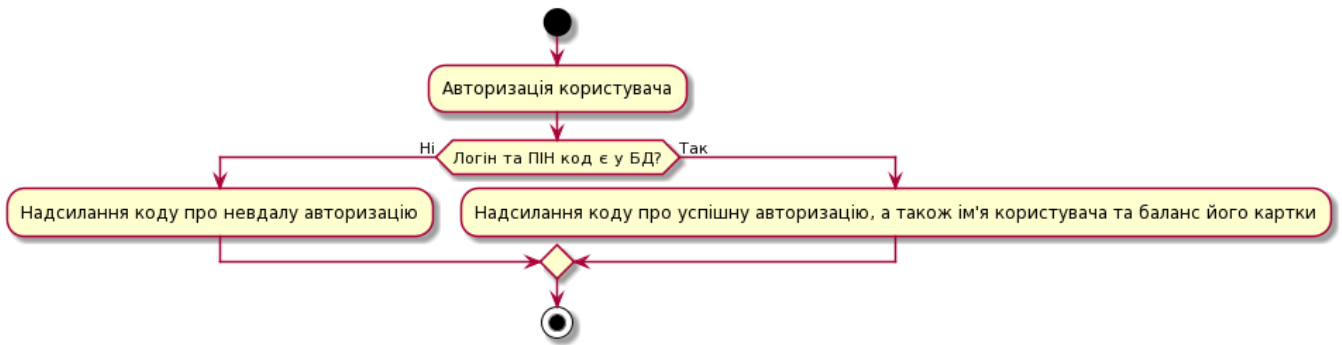 Авторизація користувача
Ні
Логін та ПІН код є у БД?
Так
Надсилання коду про невдалу авторизацію
Надсилання коду про успішну авторизацію, а також ім'я користувача та баланс його картки